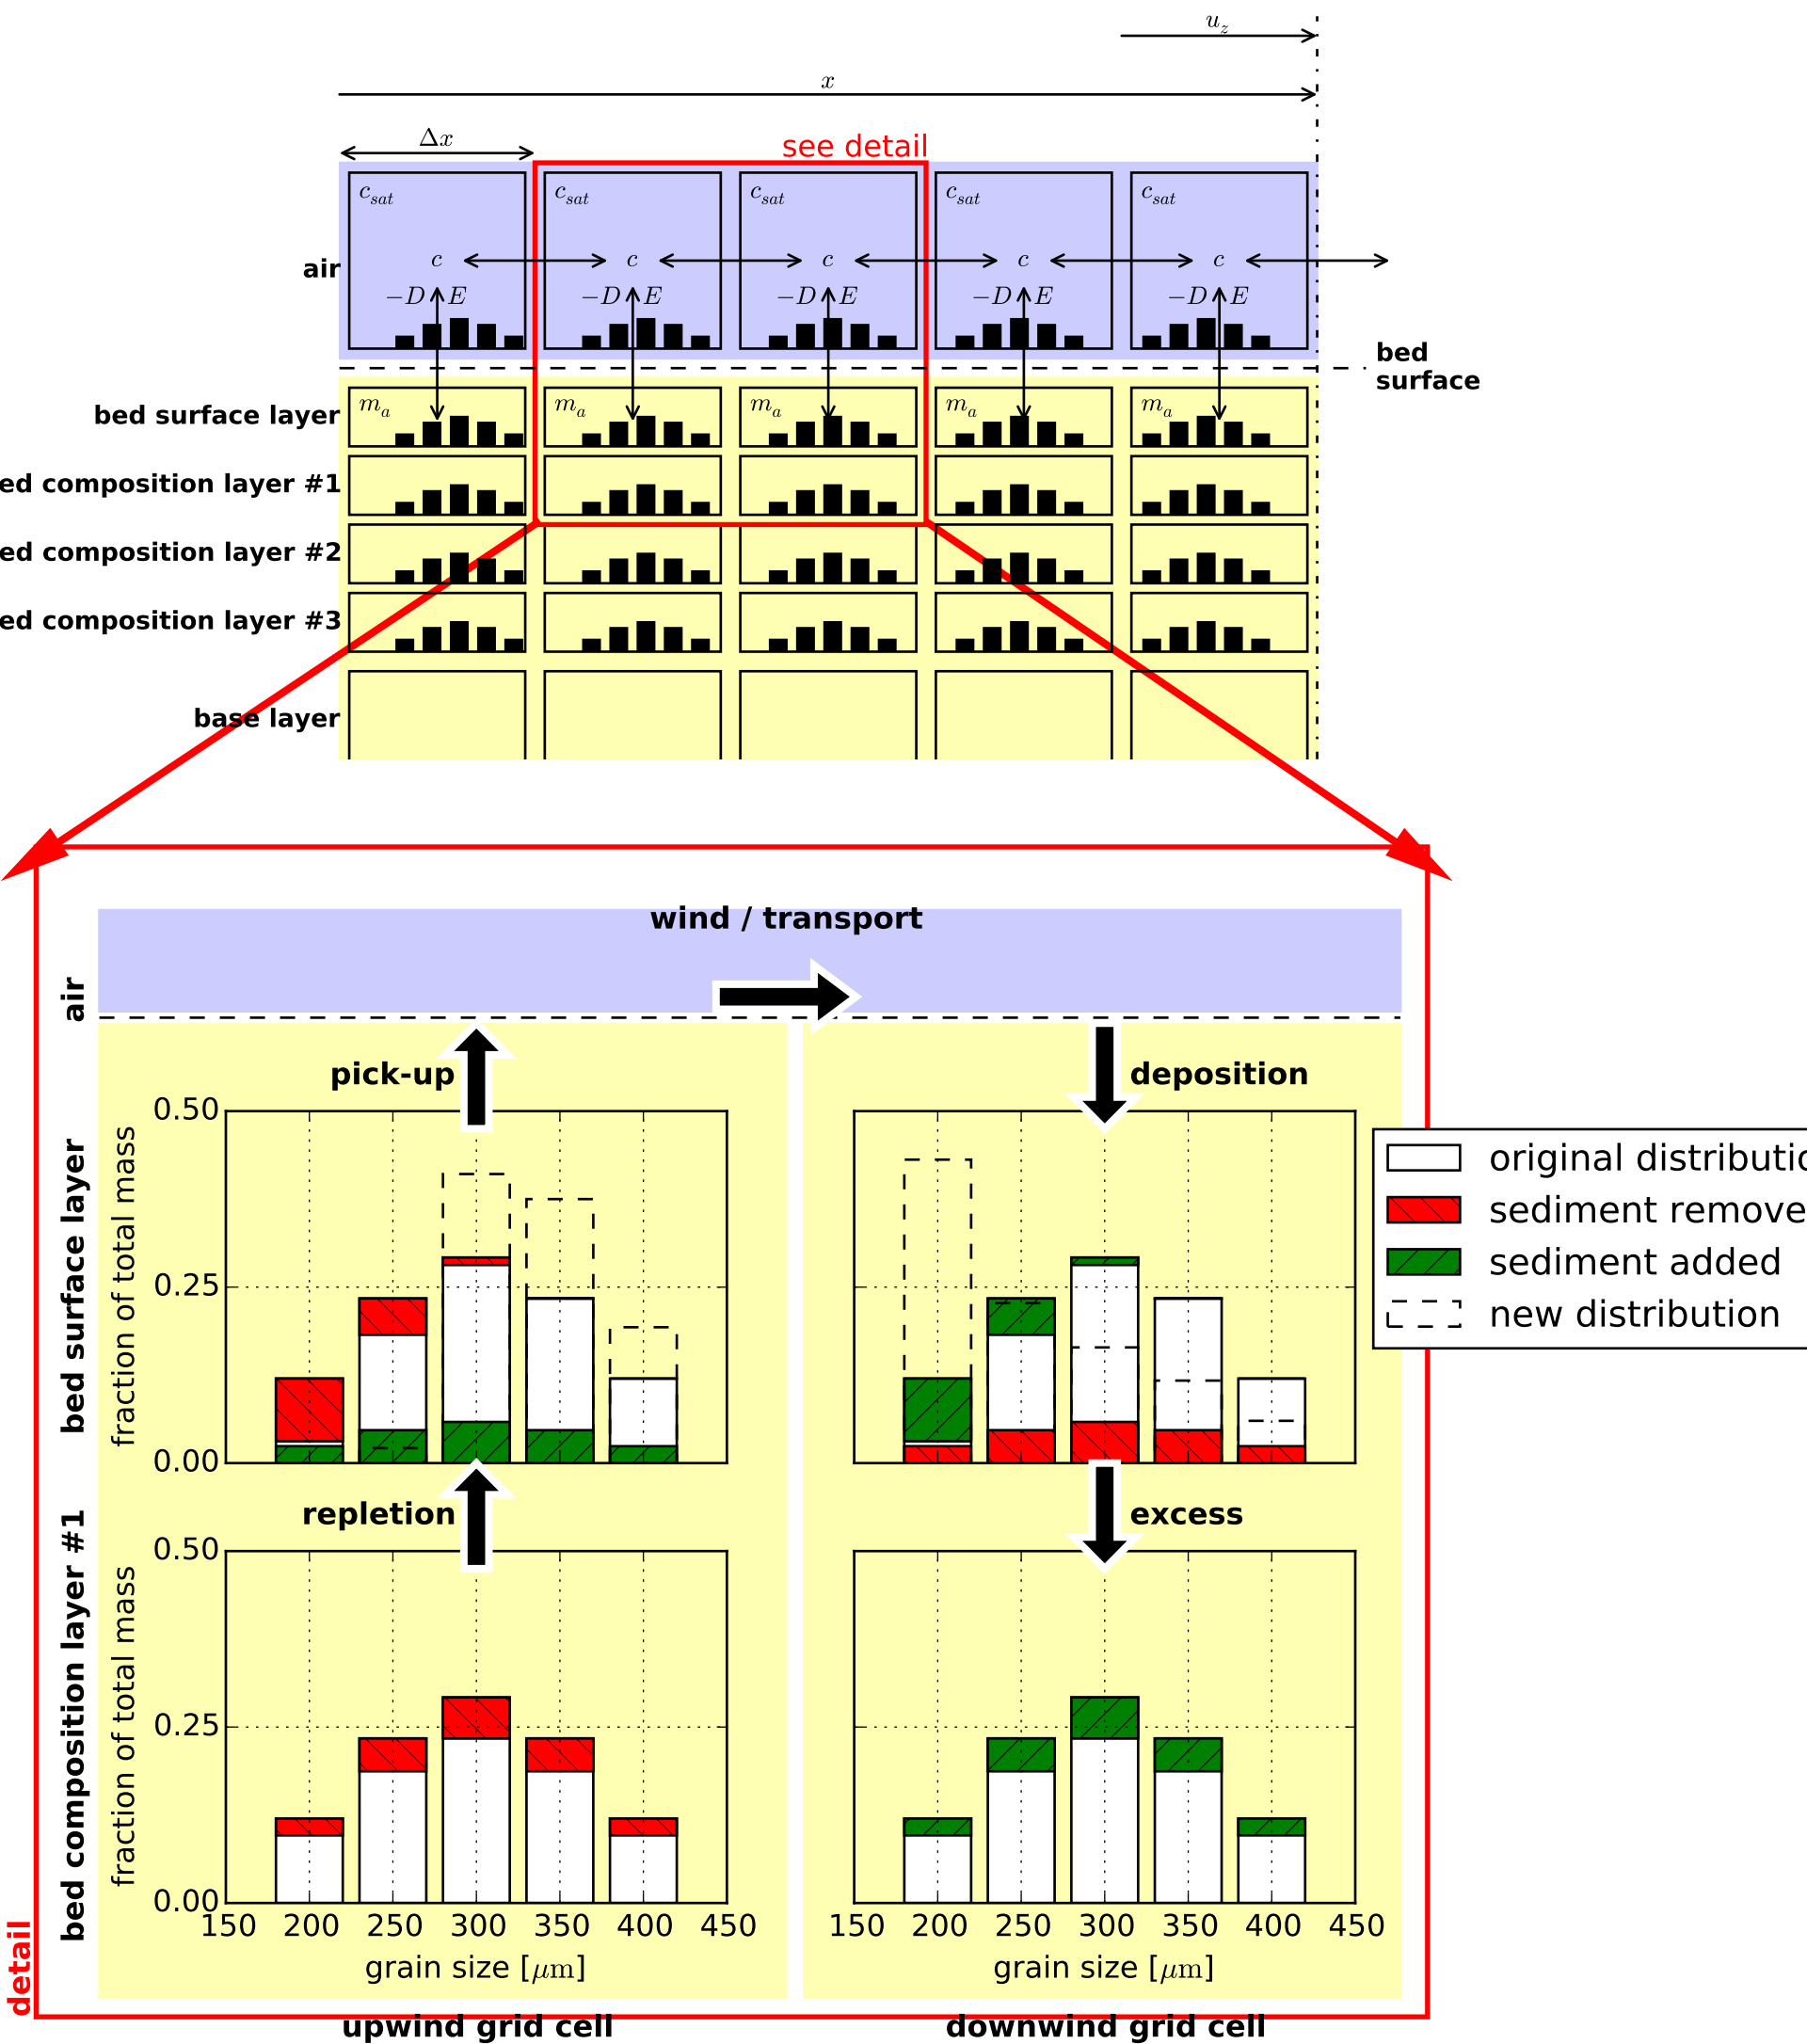 u_z
x
Δx
see detail
c_sat c_sat c_sat c_sat c_sat
air
c c c c c
−D E −D E −D E −D E −D E
bed
surface
bed surface layer
m_a m_a m_a m_a m_a
ed composition layer #1
ed composition layer #2
ed composition layer #3
base layer
wind / transport
air
pick-up
deposition
bed surface layer
fraction of total mass
0.50
0.25
0.00
original distributio
sediment remove
sediment added
new distribution
repletion
excess
bed composition layer #1
fraction of total mass
0.50
0.25
0.00
150 200 250 300 350 400 450
150 200 250 300 350 400 450
grain size [μm]
grain size [μm]
detail
upwind grid cell
downwind grid cell